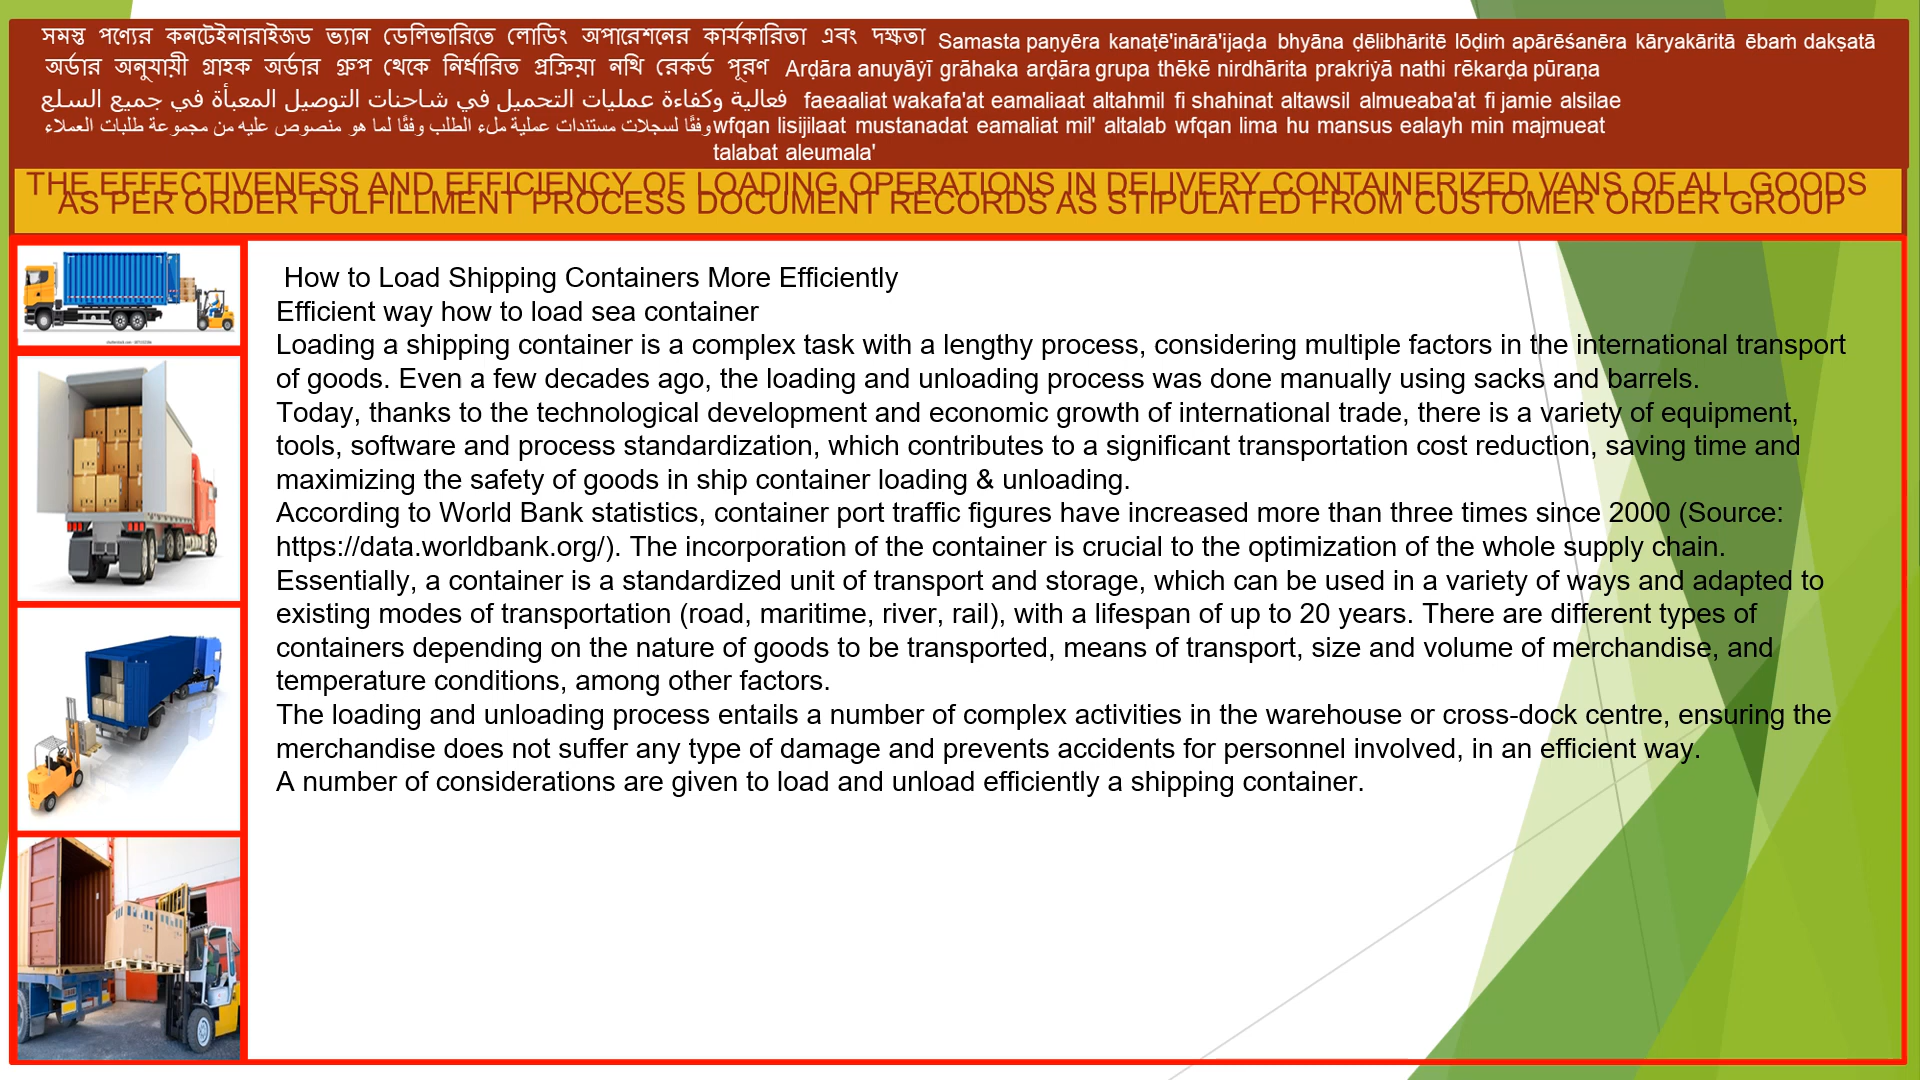 সমস্ত পণ্যের কনটেইনারাইজড ভ্যান ডেলিভারিতে লোডিং অপারেশনের কার্যকারিতা এবং দক্ষতা Samasta paṇyēra kanaṭē'inārā'ijaḍa bhyāna ḍēlibhāritē lōḍiṁ apārēśanēra kāryakāritā ēbaṁ dakṣatā
অর্ডার অনুযায়ী গ্রাহক অর্ডার গ্রুপ থেকে নির্ধারিত প্রক্রিয়া নথি রেকর্ড পূরণ Arḍāra anuyāẏī grāhaka arḍāra grupa thēkē nirdhārita prakriẏā nathi rēkarḍa pūraṇa
فعالية وكفاءة عمليات التحميل في شاحنات التوصيل المعبأة في جميع السلع faeaaliat wakafa'at eamaliaat altahmil fi shahinat altawsil almueaba'at fi jamie alsilae
وفقًا لسجلات مستندات عملية ملء الطلب وفقًا لما هو منصوص عليه من مجموعة طلبات العملاء wfqan lisijilaat mustanadat eamaliat mil' altalab wfqan lima hu mansus ealayh min majmueat
talabat aleumala'
THE EFFECTIVENESS AND EFFICIENCY OF LOADING OPERATIONS IN DELIVERY CONTAINERIZED VANS OF ALL GOODS
AS PER ORDER FULFILLMENT PROCESS DOCUMENT RECORDS AS STIPULATED FROM CUSTOMER ORDER GROUP
How to Load Shipping Containers More Efficiently
Efficient way how to load sea container
Loading a shipping container is a complex task with a lengthy process, considering multiple factors in the international transport
of goods. Even a few decades ago, the loading and unloading process was done manually using sacks and barrels.
Today, thanks to the technological development and economic growth of international trade, there is a variety of equipment,
tools, software and process standardization, which contributes to a significant transportation cost reduction, saving time and
maximizing the safety of goods in ship container loading & unloading.
According to World Bank statistics, container port traffic figures have increased more than three times since 2000 (Source:
https://data.worldbank.org/). The incorporation of the container is crucial to the optimization of the whole supply chain.
Essentially, a container is a standardized unit of transport and storage, which can be used in a variety of ways and adapted to
existing modes of transportation (road, maritime, river, rail), with a lifespan of up to 20 years. There are different types of
containers depending on the nature of goods to be transported, means of transport, size and volume of merchandise, and
temperature conditions, among other factors.
The loading and unloading process entails a number of complex activities in the warehouse or cross-dock centre, ensuring the
merchandise does not suffer any type of damage and prevents accidents for personnel involved, in an efficient way.
A number of considerations are given to load and unload efficiently a shipping container.